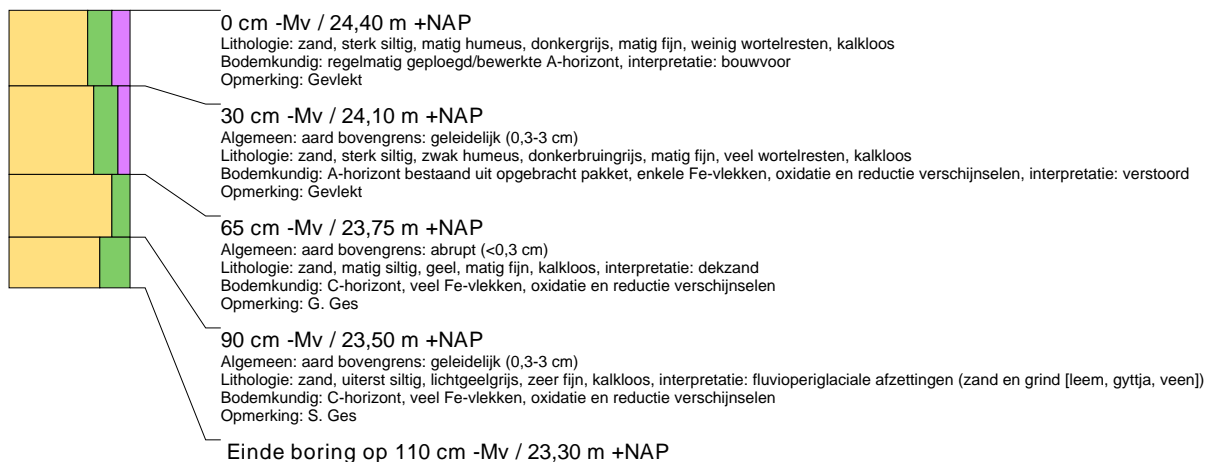 0 cm -Mv / 24,40 m +NAP
Lithologie: zand, sterk siltig, matig humeus, donkergrijs, matig fijn, weinig wortelresten, kalkloos
Bodemkundig: regelmatig geploegd/bewerkte A-horizont, interpretatie: bouwvoor
Opmerking: Gevlekt
30 cm -Mv / 24,10 m +NAP
Algemeen: aard bovengrens: geleidelijk (0,3-3 cm)
Lithologie: zand, sterk siltig, zwak humeus, donkerbruingrijs, matig fijn, veel wortelresten, kalkloos
Bodemkundig: A-horizont bestaand uit opgebracht pakket, enkele Fe-vlekken, oxidatie en reductie verschijnselen, interpretatie: verstoord
Opmerking: Gevlekt
65 cm -Mv / 23,75 m +NAP
Algemeen: aard bovengrens: abrupt (<0,3 cm)
Lithologie: zand, matig siltig, geel, matig fijn, kalkloos, interpretatie: dekzand
Bodemkundig: C-horizont, veel Fe-vlekken, oxidatie en reductie verschijnselen
Opmerking: G. Ges
90 cm -Mv / 23,50 m +NAP
Algemeen: aard bovengrens: geleidelijk (0,3-3 cm)
Lithologie: zand, uiterst siltig, lichtgeelgrijs, zeer fijn, kalkloos, interpretatie: fluvioperiglaciale afzettingen (zand en grind [leem, gyttja, veen])
Bodemkundig: C-horizont, veel Fe-vlekken, oxidatie en reductie verschijnselen
Opmerking: S. Ges
Einde boring op 110 cm -Mv / 23,30 m +NAP